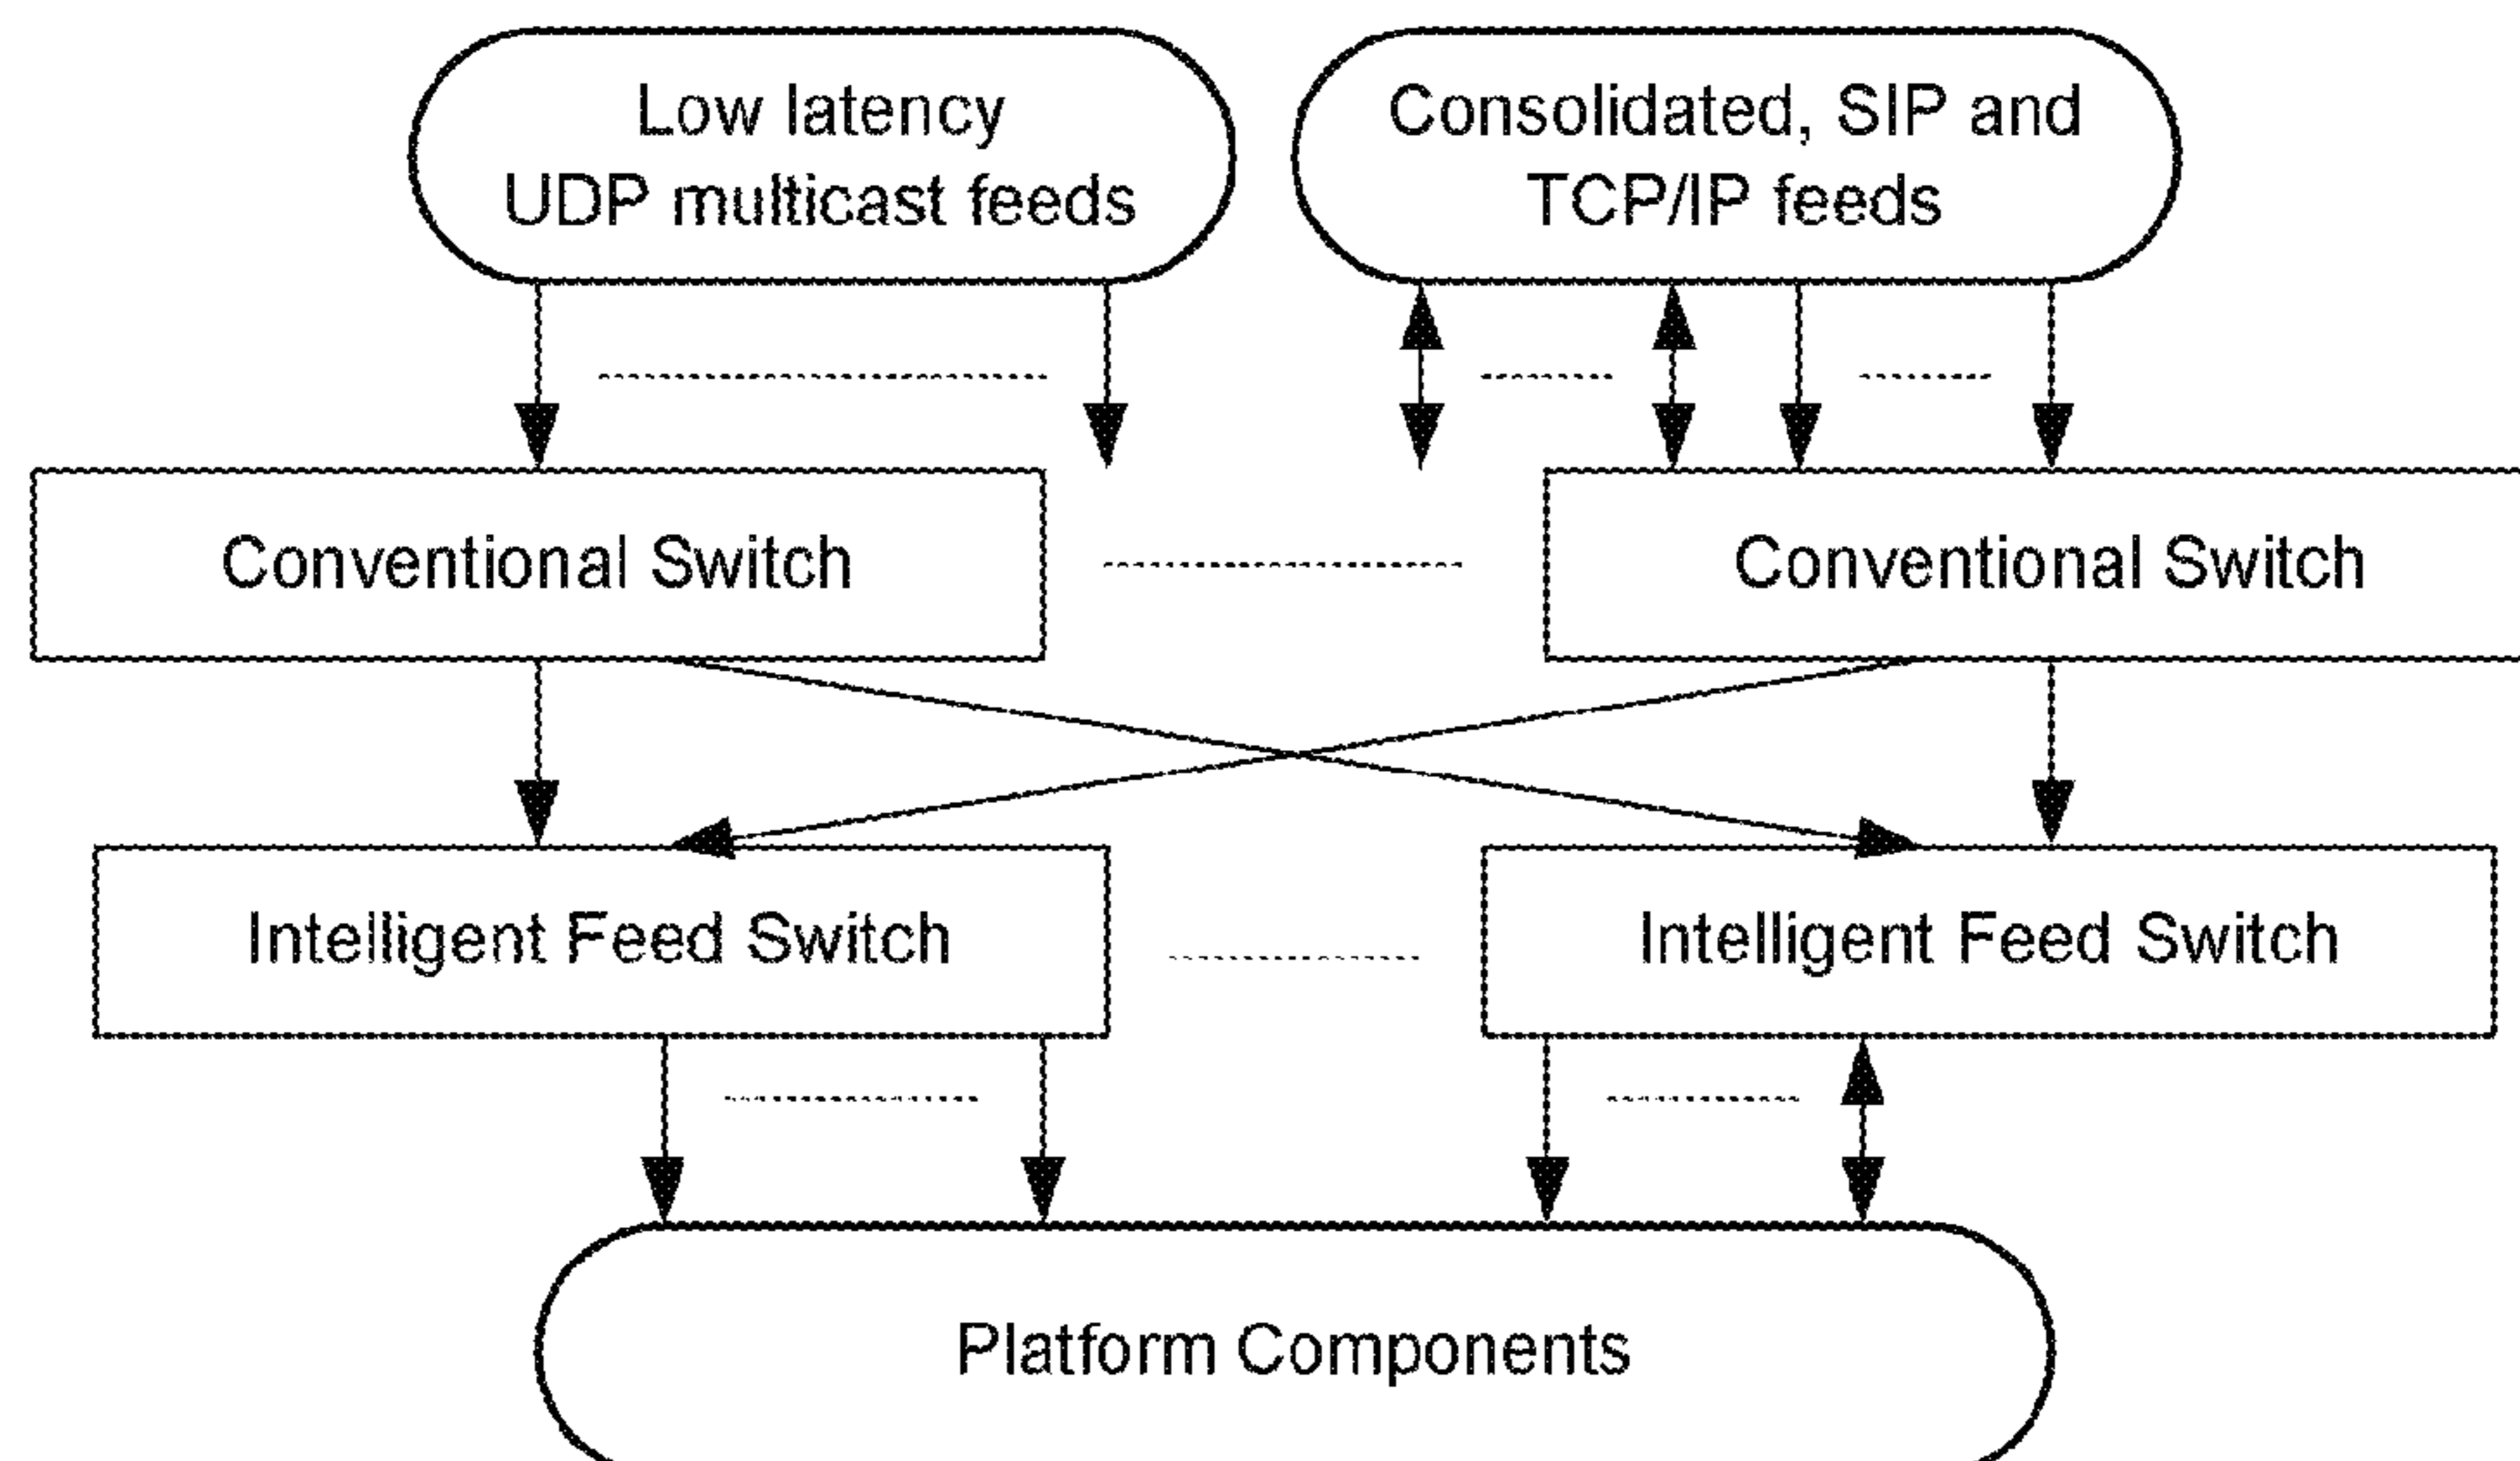 Low latency
UDP multicast feeds
Consolidated, SIP and
TCP/IP feeds
Conventional Switch
Conventional Switch
Intelligent Feed Switch
Intelligent Feed Switch
Platform Components